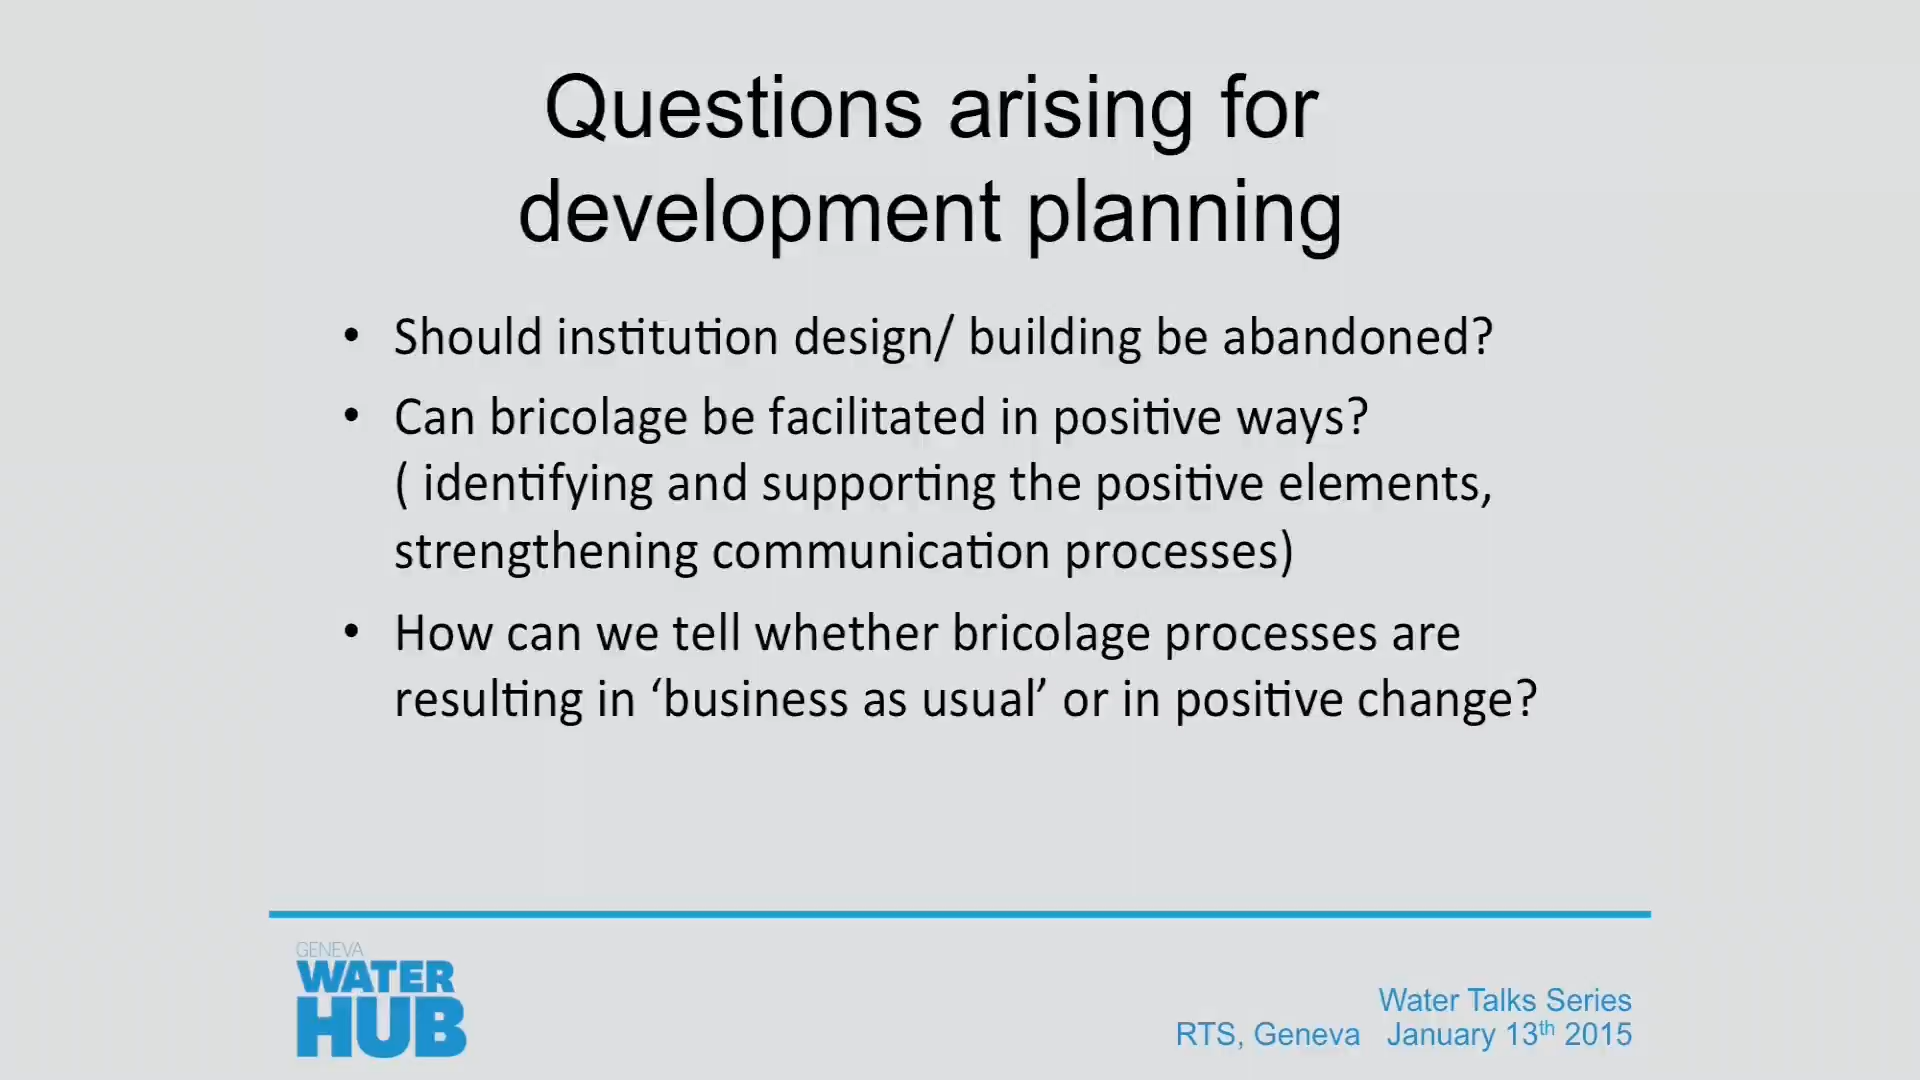 Questions arising for
development planning
• Should institution design/ building be abandoned?
• Can bricolage be facilitated in positive ways?
( identifying and supporting the positive elements,
strengthening communication processes)
• How can we tell whether bricolage processes are
resulting in ‘business as usual’ or in positive change?
GENEVA
WATER
HUB
Water Talks Series
RTS, Geneva January 13th 2015